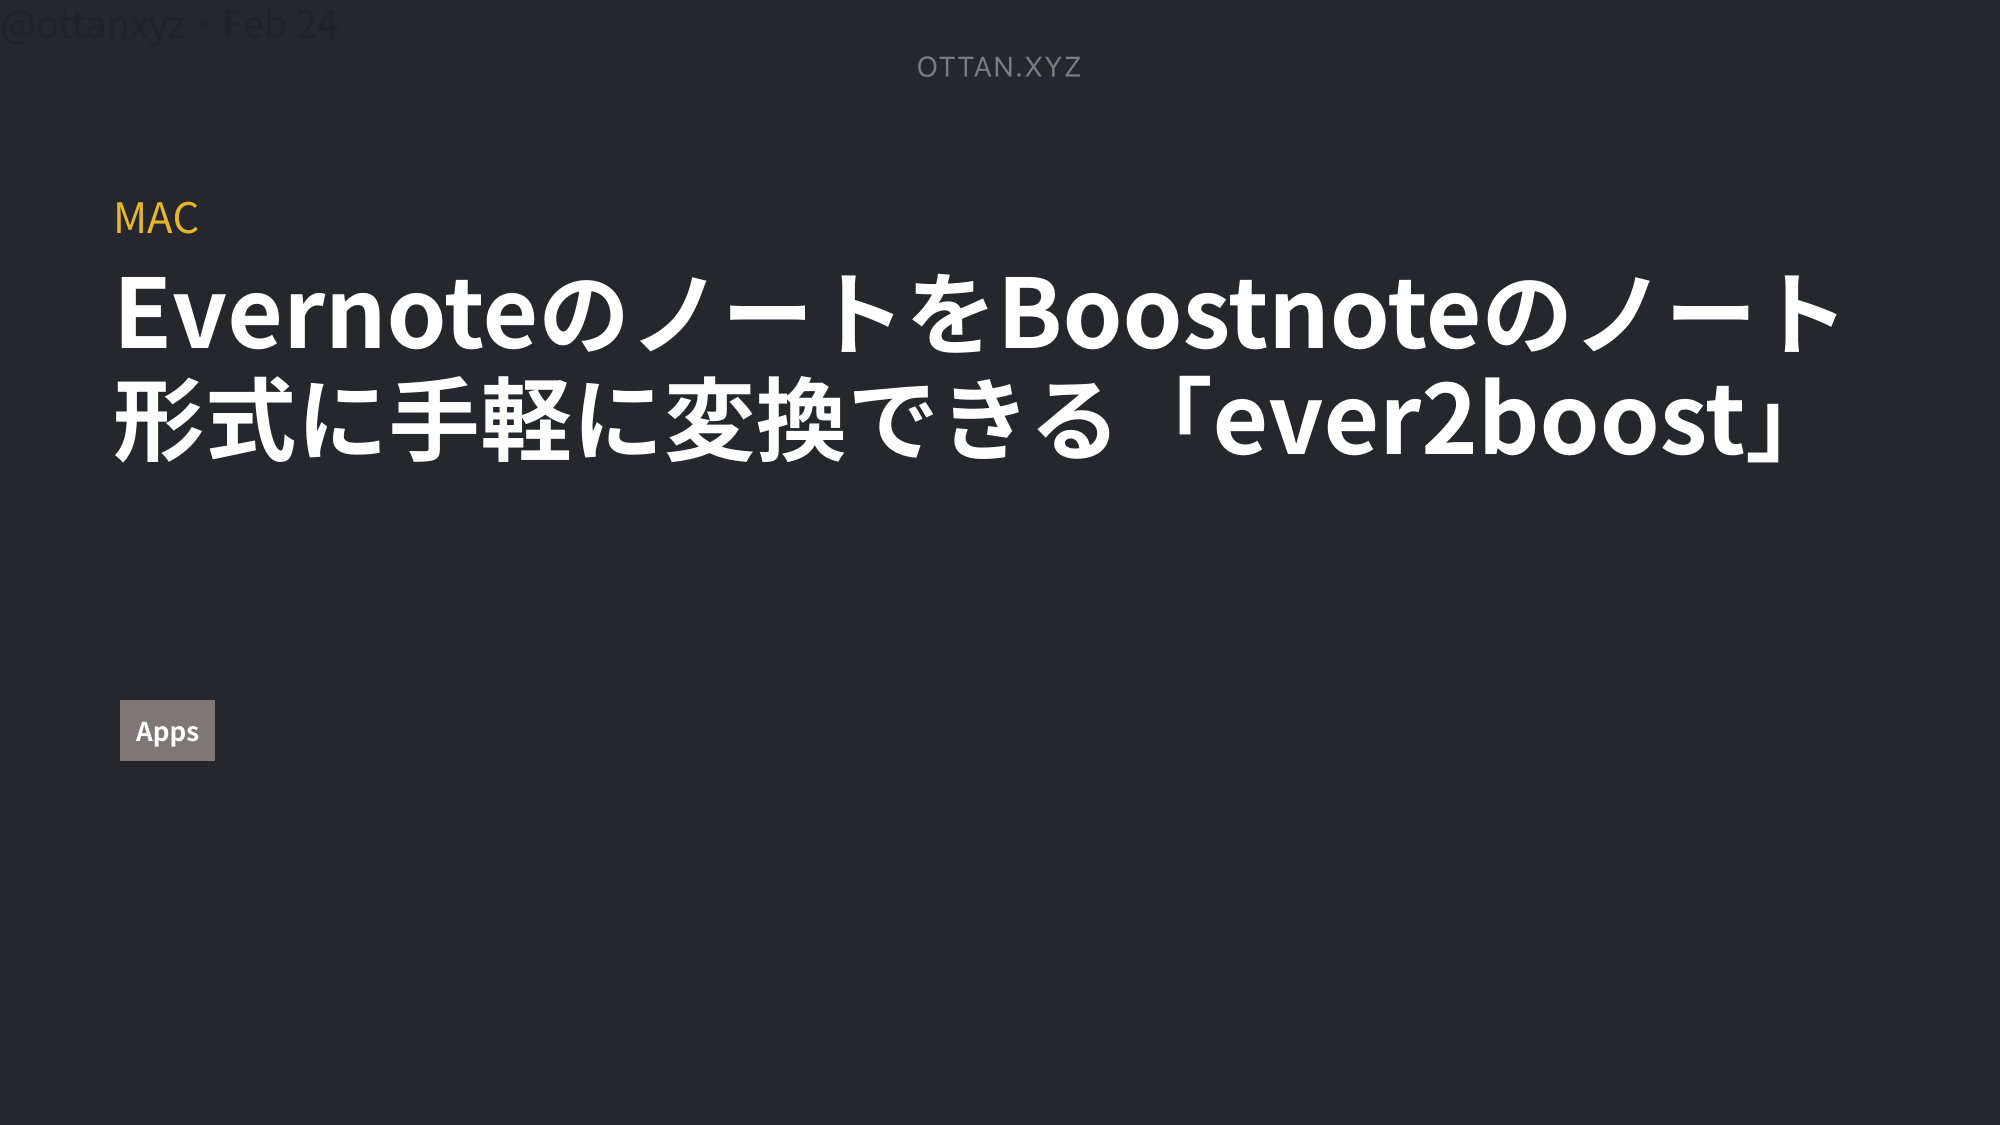 @ottanxyz・Feb 24
OTTAN.XYZ
MAC
EvernoteのノートをBoostnoteのノート
形式に手軽に変換できる「ever2boost」
Apps